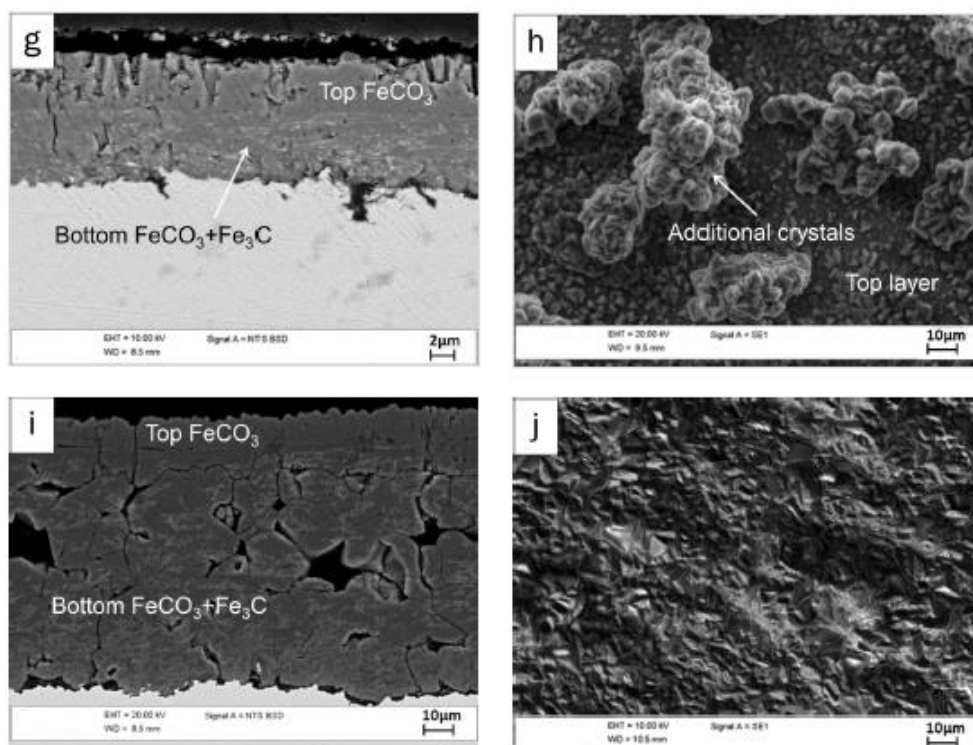 g
Top FeCO₃
Bottom FeCO₃+Fe₃C
EHT = 10.00 kV Signal A = NTS BSD
WD = 8.5 mm
2μm
h
Additional crystals
Top layer
EHT = 20.00 kV Signal A = SE1
WD = 9.5 mm
10μm
i
Top FeCO₃
Bottom FeCO₃+Fe₃C
EHT = 20.00 kV Signal A = NTS BSD
WD = 9.5 mm
10μm
j
EHT = 10.00 kV Signal A = SE1
WD = 10.5 mm
10μm